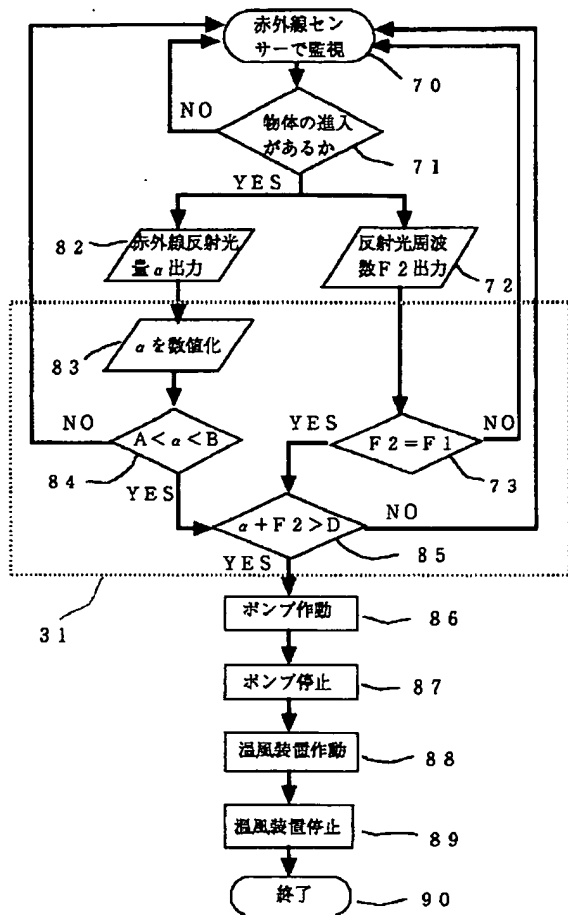 赤外線セン
サーで監視
70
NO
物体の進入
があるか
71
YES
82
赤外線反射光
量α出力
反射光周波
数F2出力
72
83
αを数値化
NO
A<α<B
84
YES
YES
F2=F1
NO
73
α+F2>D
NO
85
YES
31
ポンプ作動
86
ポンプ停止
87
温風装置作動
88
温風装置停止
89
終了
90